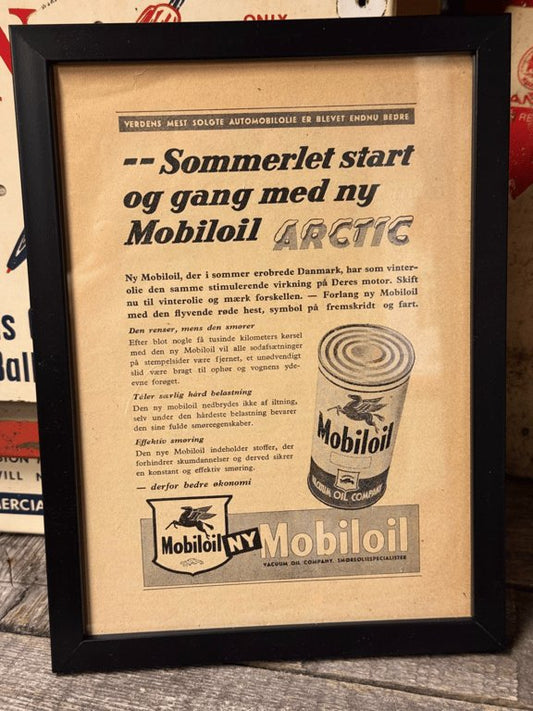 ONLY
VERDENS MEST SOLGTE AUTOMOBILOLIE ER BLEVET ENDNU BEDRE
-- Sommerlet start
og gang med ny
Mobiloil ARCTIC
Ny Mobiloil, der i sommer erobrede Danmark, har som vinter-
olie den samme stimulerende virkning på Deres motor. Skift
nu til vinterolie og mærk forskellen. — Forlang ny Mobiloil
med den flyvende røde hest, symbol på fremskridt og fart.
Den renser, mens den smører
Efter blot nogle få tusinde kilometers kørsel
med den ny Mobiloil vil alle sodafsætninger
på stempelsider være fjernet, et unødvendigt
slid være bragt til ophør og vognens yde-
evne forøget.
Tåler særlig hård belastning
Den ny mobiloil nedbrydes ikke af iltning,
selv under den hårdeste belastning bevarer
den sine fulde smøreegenskaber.
Effektiv smøring
Den nye Mobiloil indeholder stoffer, der
forhindrer skumdannelser og derved sikrer
en konstant og effektiv smøring.
— derfor bedre økonomi
Mobiloil
VACUUM OIL COMPANY
Mobiloil
NY Mobiloil
VACUUM OIL COMPANY. SMØREOLIESPECIALISTER
Ball
WILL